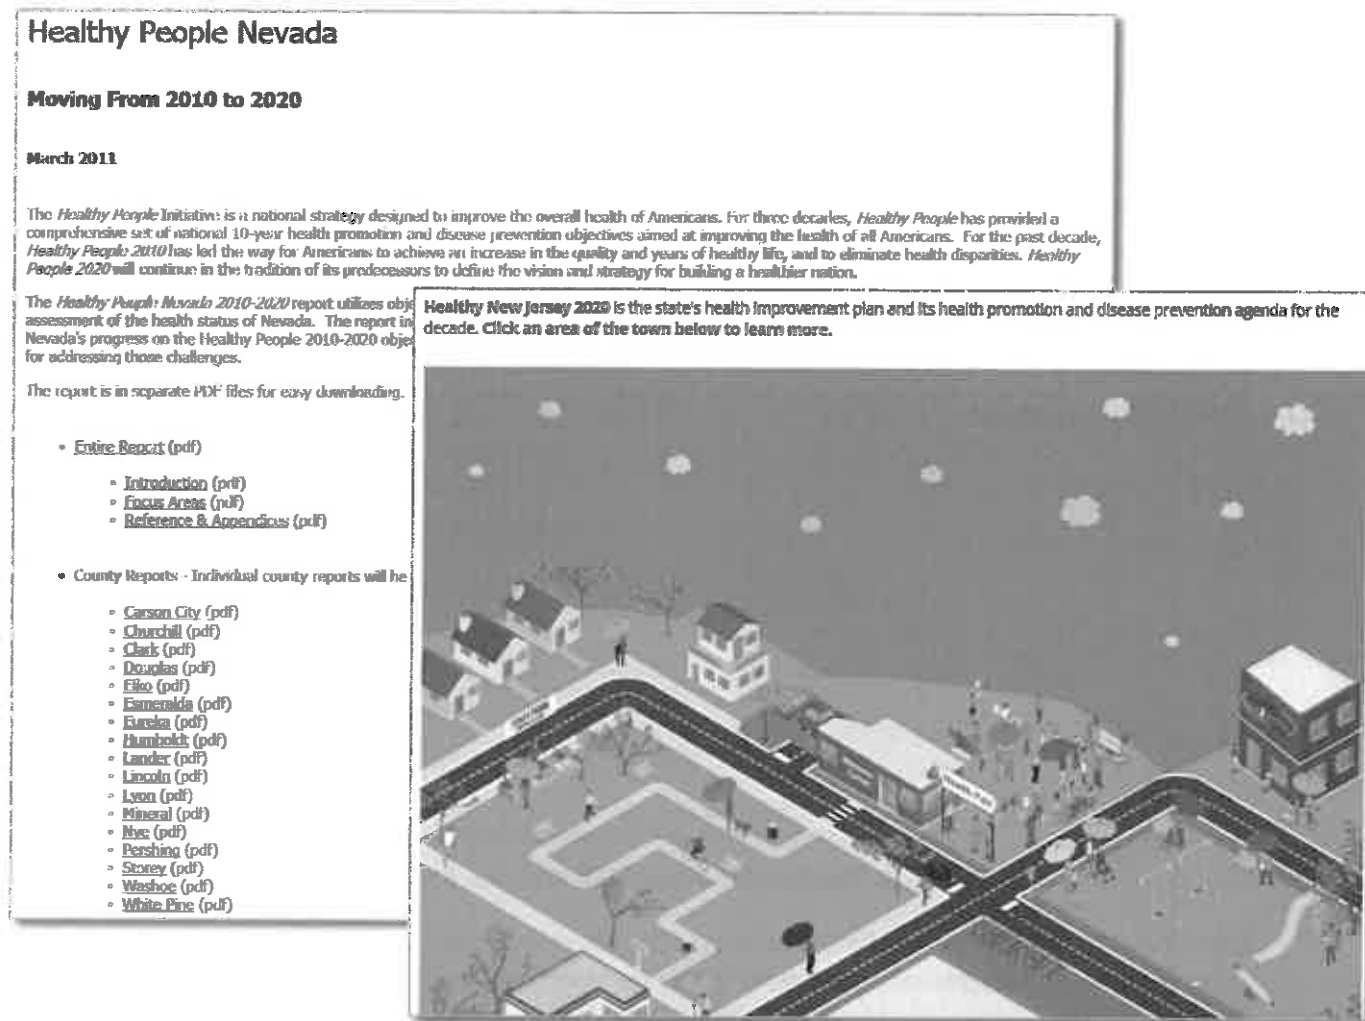 Healthy People Nevada
Moving From 2010 to 2020
March 2011
The Healthy People Initiative is a national strategy designed to improve the overall health of Americans. For three decades, Healthy People has provided a
comprehensive set of national 10-year health promotion and disease prevention objectives aimed at improving the health of all Americans. For the past decade,
Healthy People 2010 has led the way for Americans to achieve an increase in the quality and years of healthy life, and to eliminate health disparities. Healthy
People 2020 will continue in the tradition of its predecessors to define the vision and strategy for building a healthier nation.
The Healthy People Nevada 2010-2020 report utilizes obje
assessment of the health status of Nevada. The report in
Nevada's progress on the Healthy People 2010-2020 obje
for addressing those challenges.
The report is in separate PDF files for easy downloading.
• Entire Report (pdf)
◦ Introduction (pdf)
◦ Focus Areas (pdf)
◦ Reference & Appendices (pdf)
• County Reports - Individual county reports will be
◦ Carson City (pdf)
◦ Churchill (pdf)
◦ Clark (pdf)
◦ Douglas (pdf)
◦ Elko (pdf)
◦ Esmeralda (pdf)
◦ Eureka (pdf)
◦ Humboldt (pdf)
◦ Lander (pdf)
◦ Lincoln (pdf)
◦ Lyon (pdf)
◦ Mineral (pdf)
◦ Nye (pdf)
◦ Pershing (pdf)
◦ Storey (pdf)
◦ Washoe (pdf)
◦ White Pine (pdf)
Healthy New Jersey 2020 is the state's health improvement plan and its health promotion and disease prevention agenda for the
decade. Click an area of the town below to learn more.